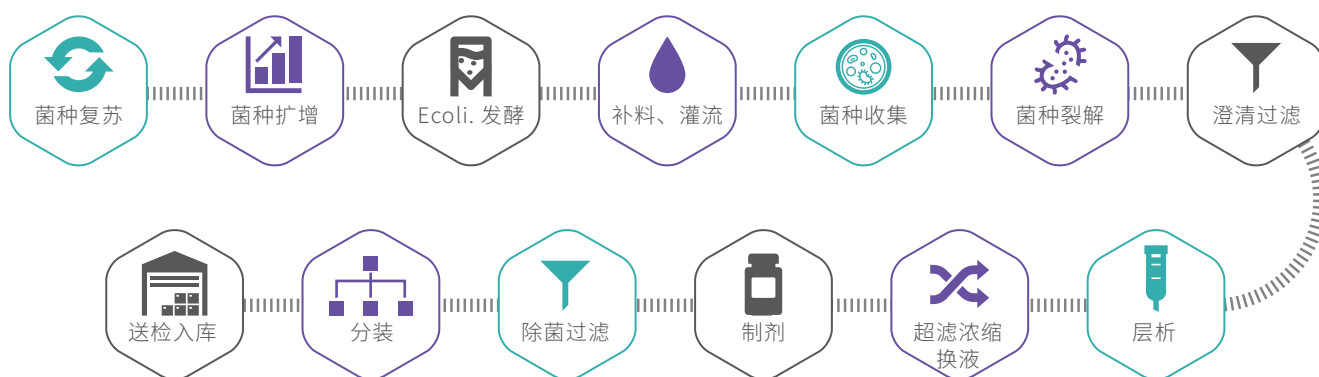 菌种复苏
菌种扩增
Ecoli. 发酵
补料、灌流
菌种收集
菌种裂解
澄清过滤
层析
超滤浓缩
换液
制剂
除菌过滤
分装
送检入库